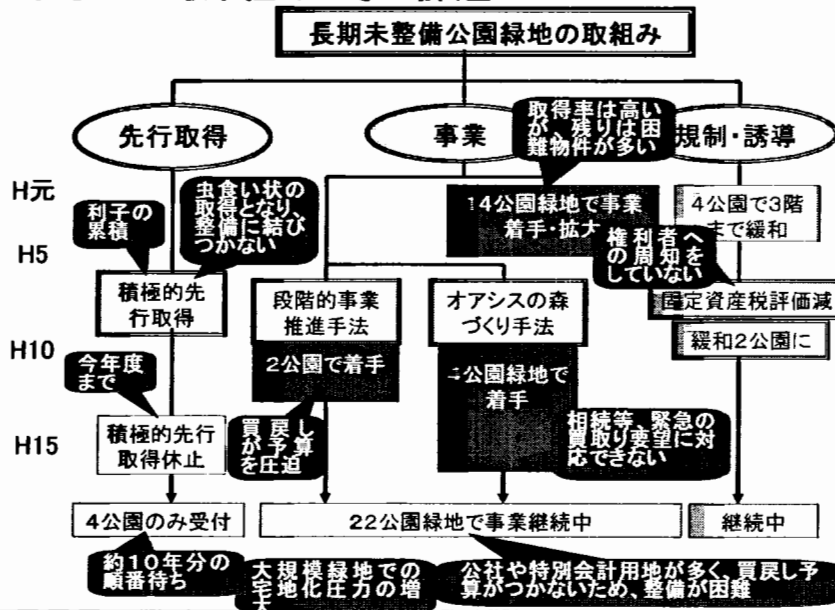 長期未整備公園緑地の取組み
先行取得
事業
規制・誘導
取得率は高い
が、残りは困
難物件が多い
H元
H5
H10
H15
利子の
累積
虫食い状の
取得となり、
整備に結び
つかない
14公園緑地で事業
着手・拡大
4公園で3階
まで緩和
権利者へ
の周知を
していない
積極的先
行取得
段階的事業
推進手法
オアシスの森
づくり手法
固定資産税評価減
緩和2公園に
2公園で着手
公園緑地で
着手
今年度
まで
積極的先行
取得休止
買戻し
が予算
を圧迫
相続等、緊急の
買取り要望に対
応できない
4公園のみ受付
22公園緑地で事業継続中
継続中
約10年分の
順番待ち
大規模緑地での
宅地化圧力の増
大
公社や特別会計用地が多く、買戻し予
算がつかないため、整備が困難